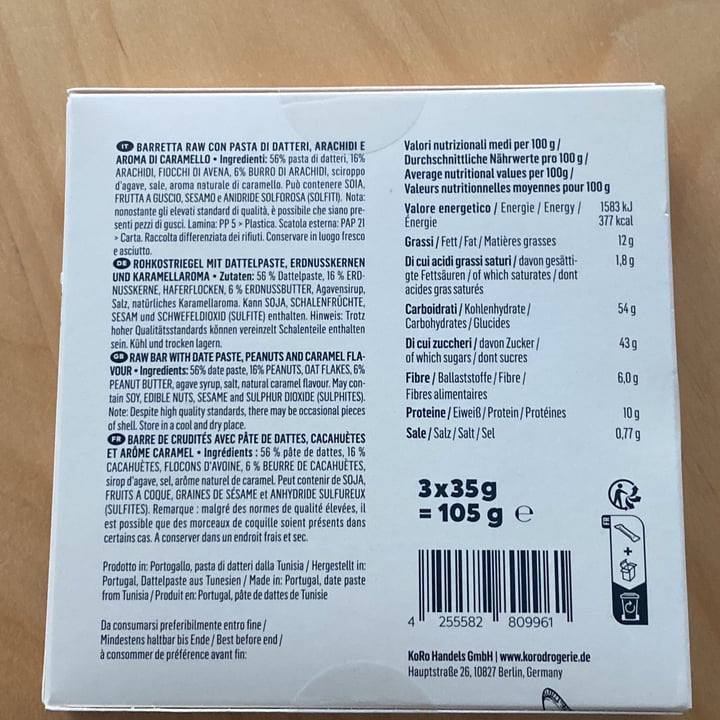 IT BARRETTA RAW CON PASTA DI DATTERI, ARACHIDI E
AROMA DI CARAMELLO • Ingredienti: 56% pasta di datteri, 16%
ARACHIDI, FIOCCHI DI AVENA, 6% BURRO DI ARACHIDI, sciroppo
d'agave, sale, aroma naturale di caramello. Può contenere SOIA,
FRUTTA A GUSCIO, SESAMO e ANIDRIDE SOLFOROSA (SOLFITI). Nota:
nonostante gli elevati standard di qualità, è possibile che siano pre-
senti pezzi di gusci. Lamina: PP 5 > Plastica. Scatola esterna: PAP 21
> Carta. Raccolta differenziata dei rifiuti. Conservare in luogo fresco
e asciutto.
DE ROHKOSTRIEGEL MIT DATTELPASTE, ERDNUSSKERNEN
UND KARAMELLAROMA • Zutaten: 56 % Dattelpaste, 16 % ERD-
NUSSKERNE, HAFERFLOCKEN, 6 % ERDNUSSBUTTER, Agavensirup,
Salz, natürliches Karamellaroma. Kann SOJA, SCHALENFRÜCHTE,
SESAM und SCHWEFELDIOXID (SULFITE) enthalten. Hinweis: Trotz
hoher Qualitätsstandards können vereinzelt Schalenteile enthalten
sein. Kühl und trocken lagern.
GB RAW BAR WITH DATE PASTE, PEANUTS AND CARAMEL FLA-
VOUR • Ingredients: 56% date paste, 16% PEANUTS, OAT FLAKES, 6%
PEANUT BUTTER, agave syrup, salt, natural caramel flavour. May con-
tain SOY, EDIBLE NUTS, SESAME and SULPHUR DIOXIDE (SULPHITES).
Note: Despite high quality standards, there may be occasional pieces
of shell. Store in a cool and dry place.
FR BARRE DE CRUDITÉS AVEC PÂTE DE DATTES, CACAHUÈTES
ET ARÔME CARAMEL • Ingrédients : 56 % pâte de dattes, 16 %
CACAHUÈTES, FLOCONS D'AVOINE, 6 % BEURRE DE CACAHUÈTES,
sirop d'agave, sel, arôme naturel de caramel. Peut contenir de SOJA,
FRUITS A COQUE, GRAINES DE SÉSAME et ANHYDRIDE SULFUREUX
(SULFITES). Remarque : malgré des normes de qualité élevées, il
est possible que des morceaux de coquille soient présents dans
certains cas. A conserver dans un endroit frais et sec.
Prodotto in: Portogallo, pasta di datteri dalla Tunisia / Hergestellt in:
Portugal, Dattelpaste aus Tunesien / Made in: Portugal, date paste
from Tunisia / Produit en: Portugal, pâte de dattes de Tunisie
Da consumarsi preferibilmente entro fine /
Mindestens haltbar bis Ende / Best before end /
à consommer de préférence avant fin:
Valori nutrizionali medi per 100 g /
Durchschnittliche Nährwerte pro 100 g /
Average nutritional values per 100g /
Valeurs nutritionnelles moyennes pour 100 g
Valore energetico / Energie / Energy / 1583 kJ
Énergie 377 kcal
Grassi / Fett / Fat / Matières grasses 12 g
Di cui acidi grassi saturi / davon gesätti- 1,8 g
gte Fettsäuren / of which saturates / dont
acides gras saturés
Carboidrati / Kohlenhydrate / 54 g
Carbohydrates / Glucides
Di cui zuccheri / davon Zucker / 43 g
of which sugars / dont sucres
Fibre / Ballaststoffe / Fibre / 6,0 g
Fibres alimentaires
Proteine / Eiweiß / Protein / Protéines 10 g
Sale / Salz / Salt / Sel 0,77 g
3x35g
= 105 g e
FR
+
4 255582 809961
KoRo Handels GmbH | www.korodrogerie.de
Hauptstraße 26, 10827 Berlin, Germany